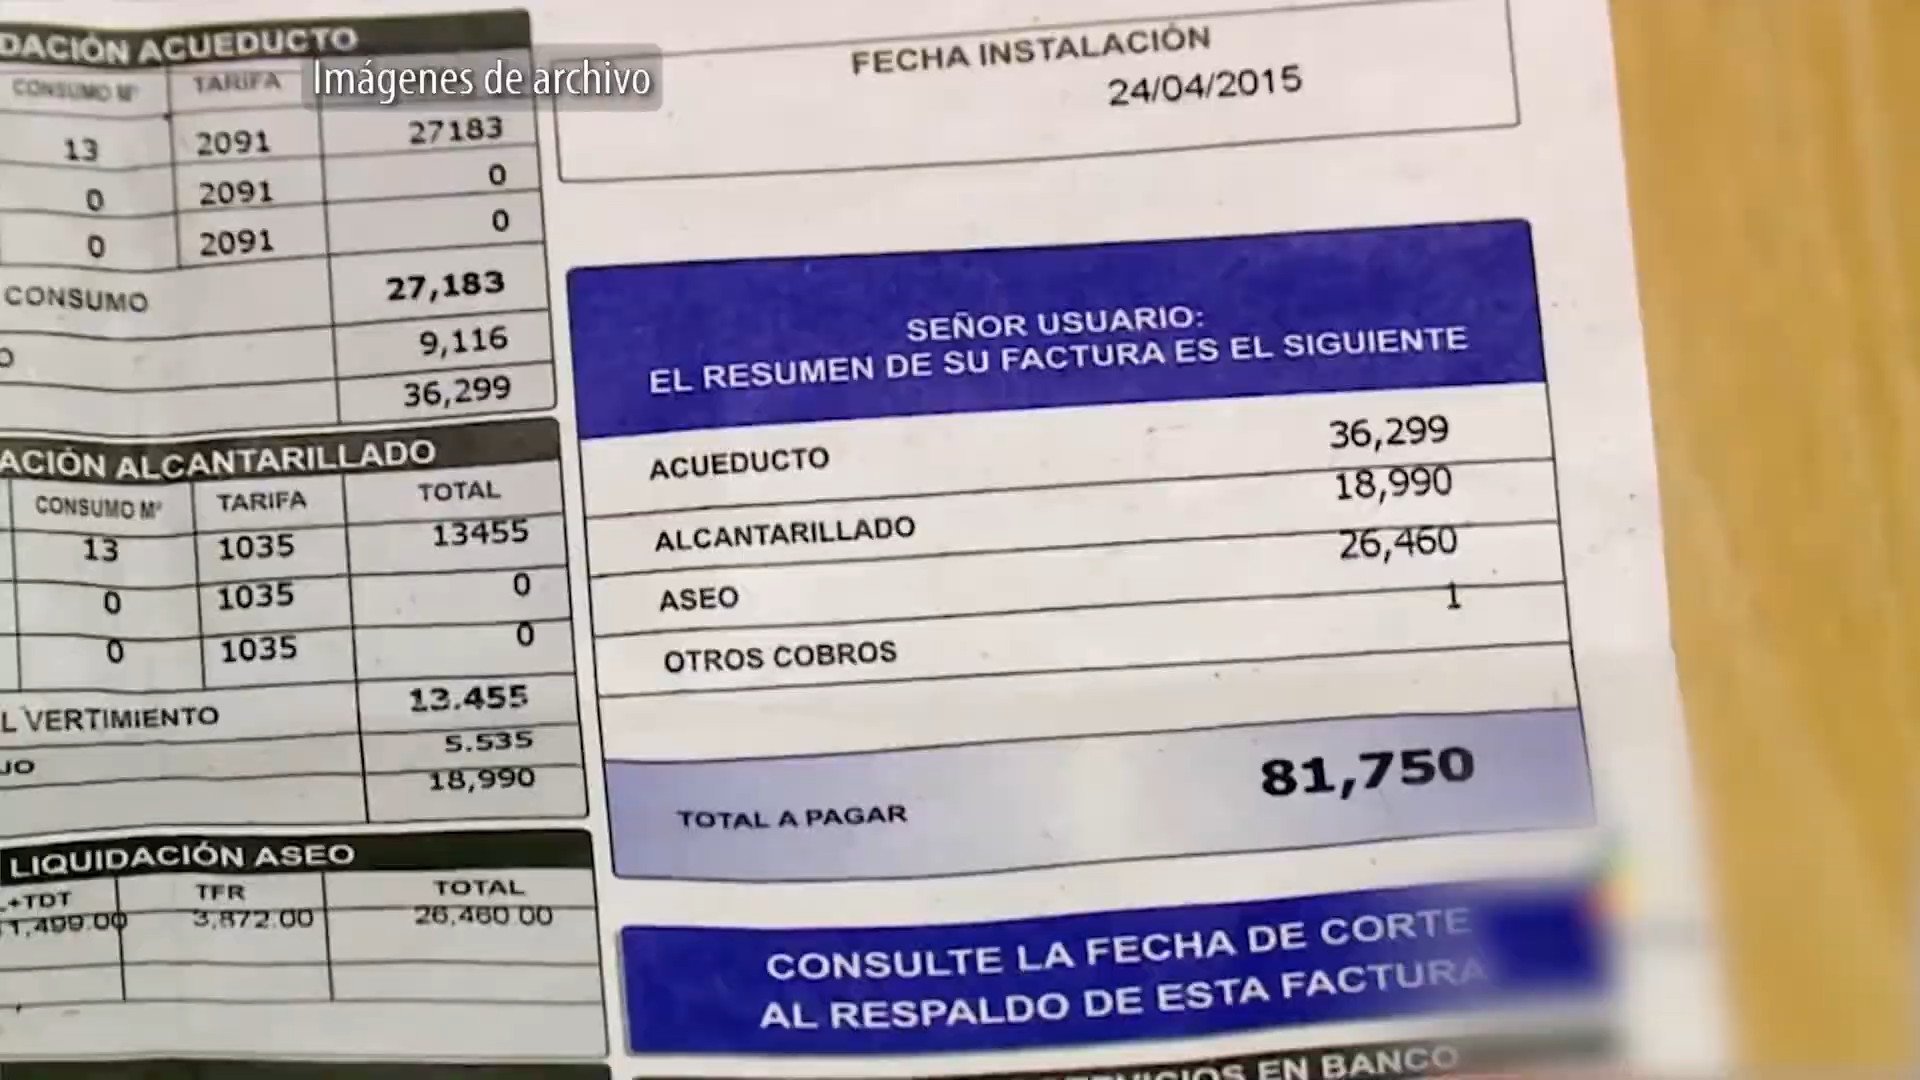 DACIÓN ACUEDUCTO
Imágenes de archivo
CONSUMO M³ TARIFA
13 2091 27183
0 2091 0
0 2091 0
CONSUMO 27,183
O 9,116
36,299
ACIÓN ALCANTARILLADO
CONSUMO M³ TARIFA TOTAL
13 1035 13455
0 1035 0
0 1035 0
L VERTIMIENTO 13.455
JO 5.535
18,990
LIQUIDACIÓN ASEO
+TDT TFR TOTAL
11,499.00 3,872.00 26,460.00
FECHA INSTALACIÓN
24/04/2015
SEÑOR USUARIO:
EL RESUMEN DE SU FACTURA ES EL SIGUIENTE
ACUEDUCTO 36,299
ALCANTARILLADO 18,990
ASEO 26,460
OTROS COBROS 1
TOTAL A PAGAR 81,750
CONSULTE LA FECHA DE CORTE
AL RESPALDO DE ESTA FACTURA
EN BANCO